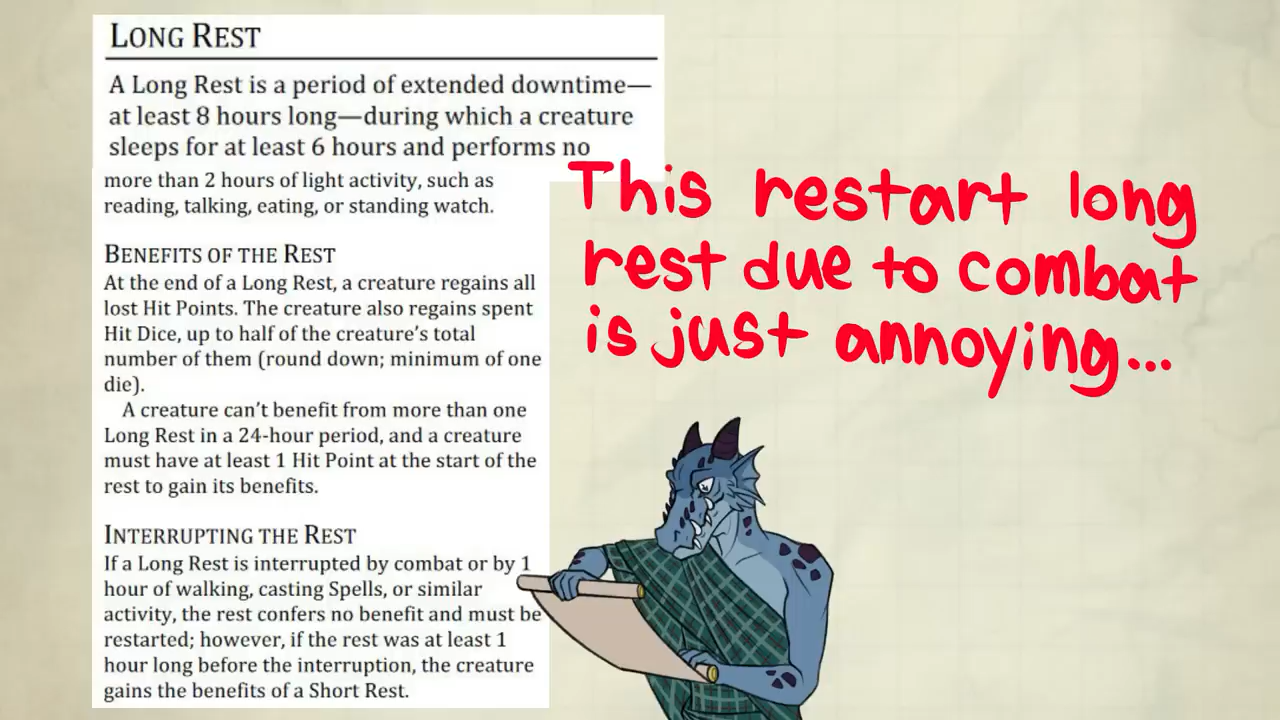 LONG REST
A Long Rest is a period of extended downtime—
at least 8 hours long—during which a creature
sleeps for at least 6 hours and performs no
more than 2 hours of light activity, such as
reading, talking, eating, or standing watch.
BENEFITS OF THE REST
At the end of a Long Rest, a creature regains all
lost Hit Points. The creature also regains spent
Hit Dice, up to half of the creature's total
number of them (round down; minimum of one
die).
A creature can't benefit from more than one
Long Rest in a 24-hour period, and a creature
must have at least 1 Hit Point at the start of the
rest to gain its benefits.
INTERRUPTING THE REST
If a Long Rest is interrupted by combat or by 1
hour of walking, casting Spells, or similar
activity, the rest confers no benefit and must be
restarted; however, if the rest was at least 1
hour long before the interruption, the creature
gains the benefits of a Short Rest.
This restart long
rest due to combat
is just annoying...